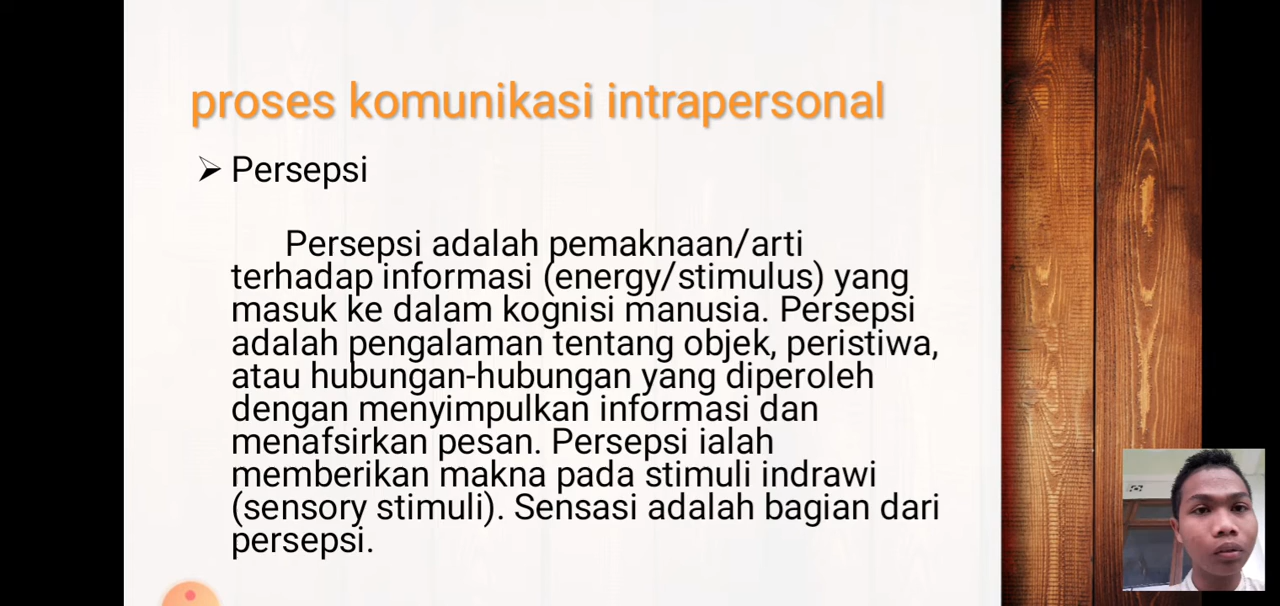 proses komunikasi intrapersonal
➢ Persepsi
Persepsi adalah pemaknaan/arti
terhadap informasi (energy/stimulus) yang
masuk ke dalam kognisi manusia. Persepsi
adalah pengalaman tentang objek, peristiwa,
atau hubungan-hubungan yang diperoleh
dengan menyimpulkan informasi dan
menafsirkan pesan. Persepsi ialah
memberikan makna pada stimuli indrawi
(sensory stimuli). Sensasi adalah bagian dari
persepsi.